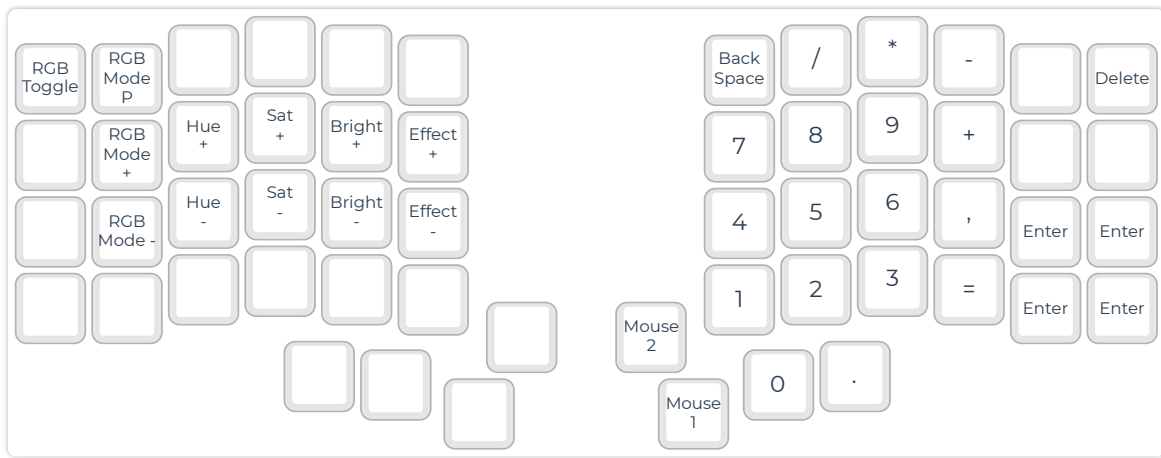 RGB
Toggle
RGB
Mode
P
Back
Space
/
*
-
Delete
RGB
Mode
+
Hue
+
Sat
+
Bright
+
Effect
+
7
8
9
+
RGB
Mode -
Hue
-
Sat
-
Bright
-
Effect
-
4
5
6
,
Enter
Enter
1
2
3
=
Enter
Enter
Mouse
2
Mouse
1
0
.